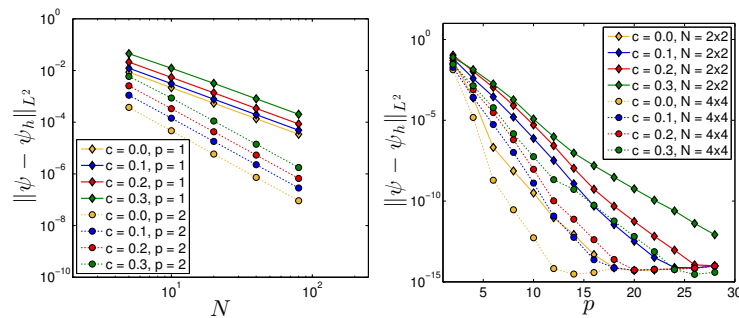 10^0
10^{-2}
10^{-4}
10^{-6}
10^{-8}
10^{-10}
‖ψ − ψ_h‖_{L^2}
c = 0.0, p = 1
c = 0.1, p = 1
c = 0.2, p = 1
c = 0.3, p = 1
c = 0.0, p = 2
c = 0.1, p = 2
c = 0.2, p = 2
c = 0.3, p = 2
10^1
10^2
N
10^0
10^{-5}
10^{-10}
10^{-15}
‖ψ − ψ_h‖_{L^2}
c = 0.0, N = 2x2
c = 0.1, N = 2x2
c = 0.2, N = 2x2
c = 0.3, N = 2x2
c = 0.0, N = 4x4
c = 0.1, N = 4x4
c = 0.2, N = 4x4
c = 0.3, N = 4x4
5 10 15 20 25 30
p